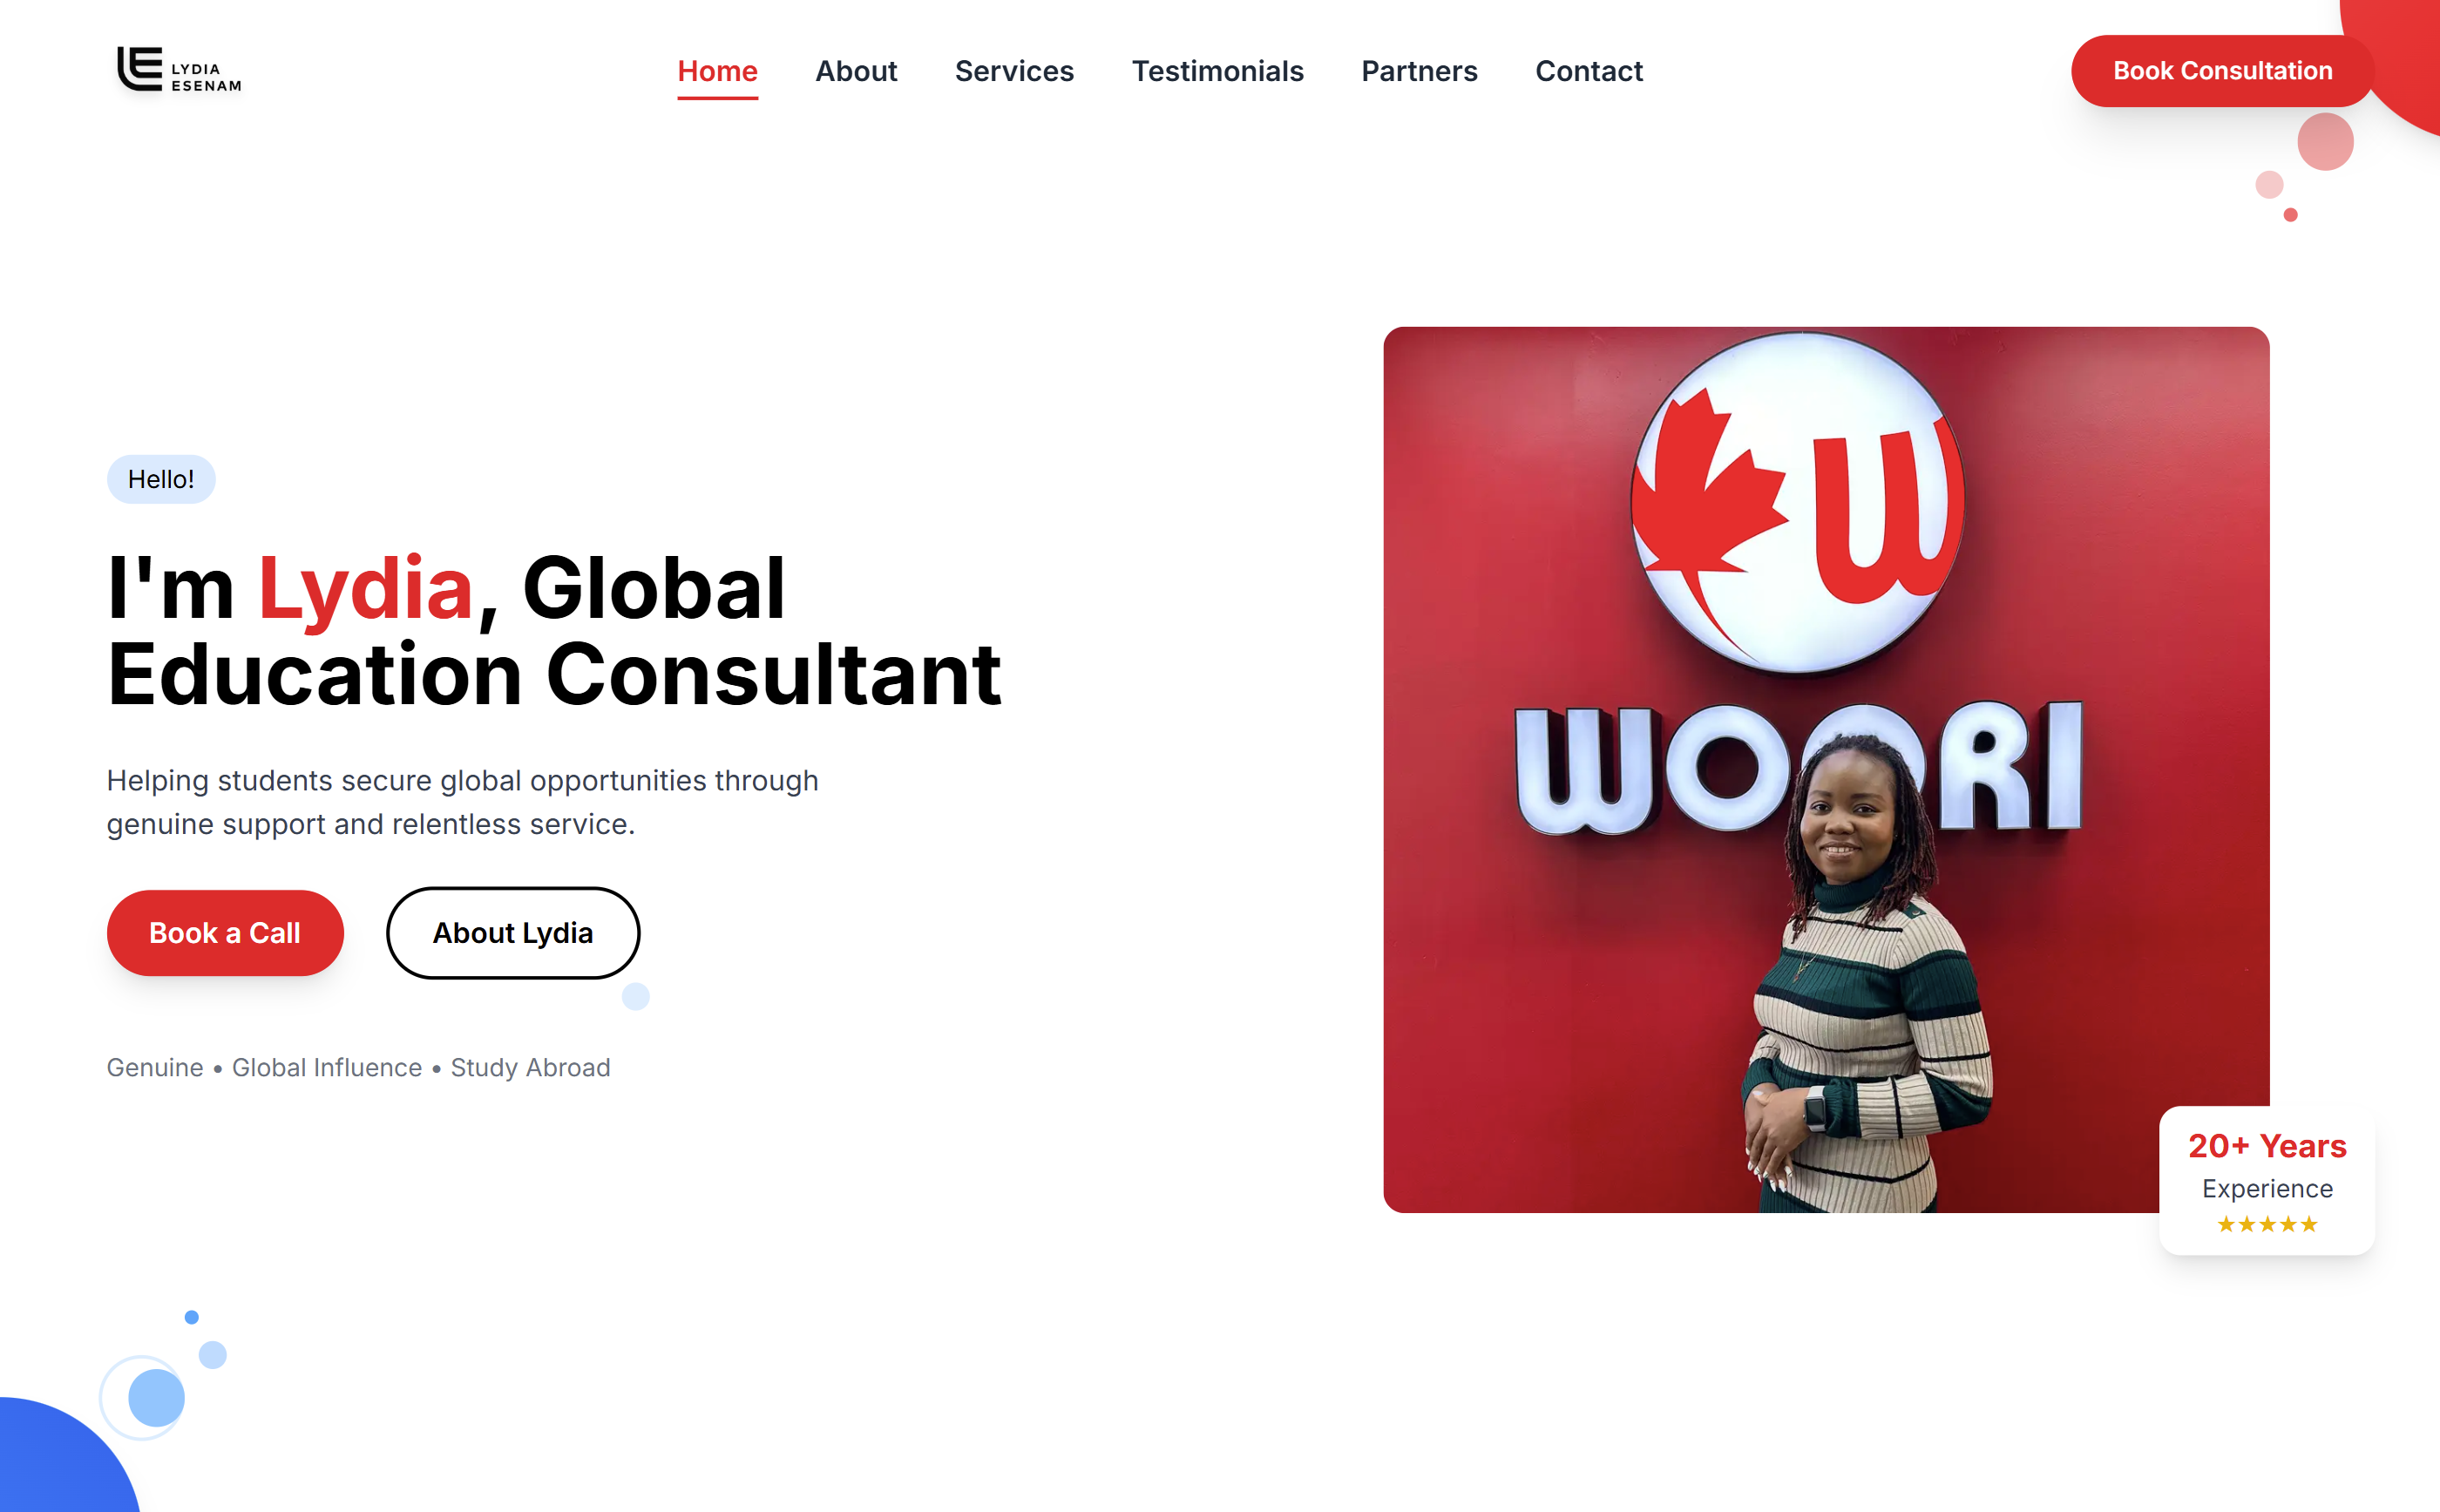 LYDIA
ESENAM
Home About Services Testimonials Partners Contact
Book Consultation
Hello!
I'm Lydia, Global
Education Consultant
Helping students secure global opportunities through
genuine support and relentless service.
Book a Call About Lydia
Genuine • Global Influence • Study Abroad
W
WOORI
20+ Years
Experience
★★★★★